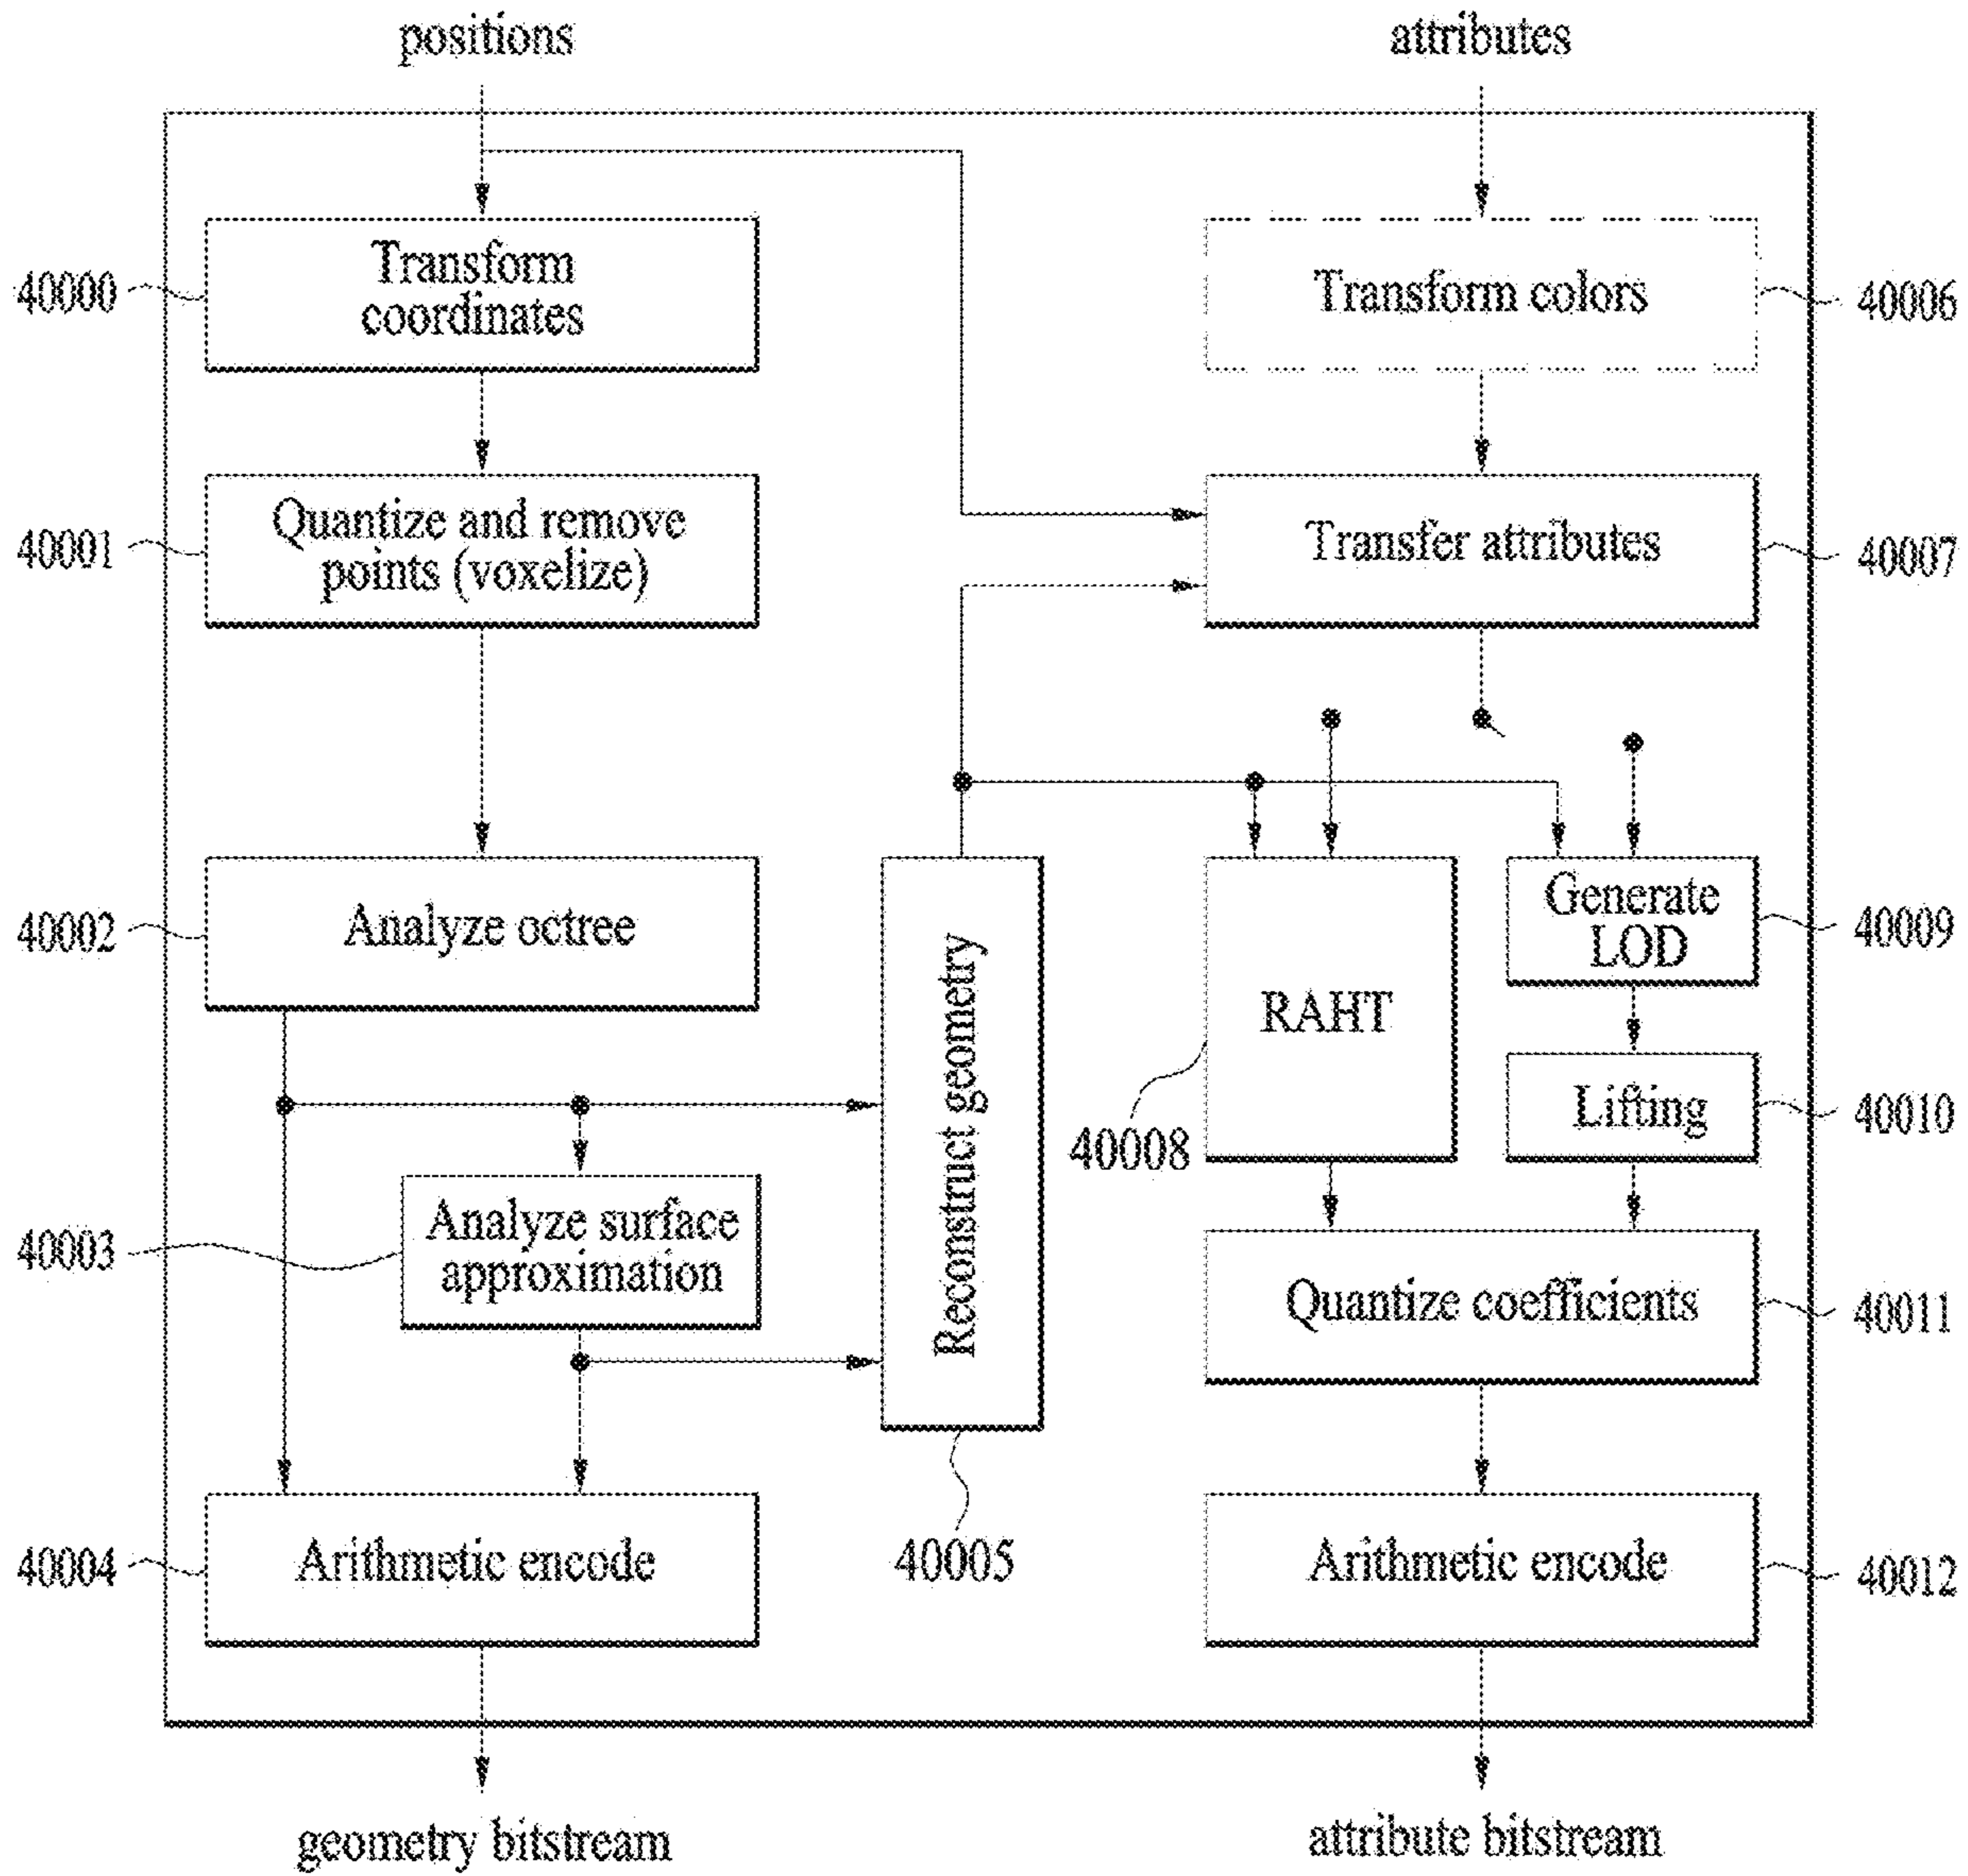 positions
attributes
Transform
coordinates
40000
Transform colors
40006
Quantize and remove
points (voxelize)
40001
Transfer attributes
40007
Analyze octree
40002
Reconstruct geometry
40005
RAHT
40008
Generate
LOD
40009
Lifting
40010
Analyze surface
approximation
40003
Quantize coefficients
40011
Arithmetic encode
40004
Arithmetic encode
40012
geometry bitstream
attribute bitstream